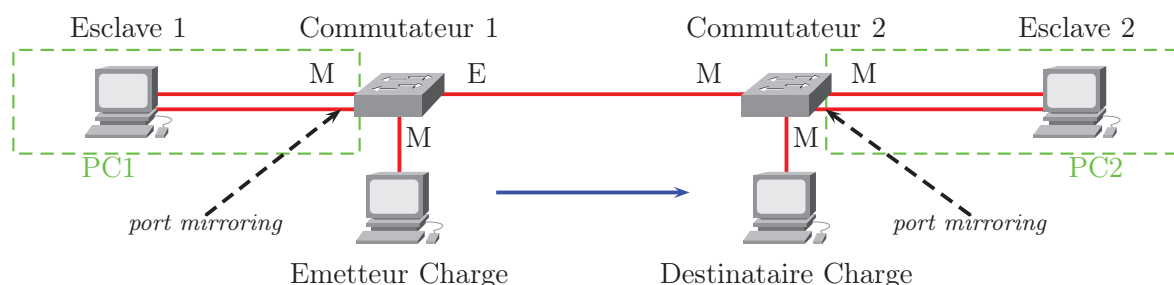 Esclave 1
Commutateur 1
Commutateur 2
Esclave 2
M
E
M
M
M
M
PC1
PC2
port mirroring
port mirroring
Emetteur Charge
Destinataire Charge